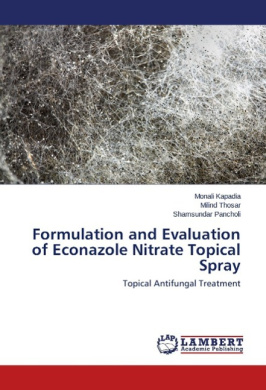 Monali Kapadia
Milind Thosar
Shamsundar Pancholi
Formulation and Evaluation
of Econazole Nitrate Topical
Spray
Topical Antifungal Treatment
LAP
LAMBERT
Academic Publishing